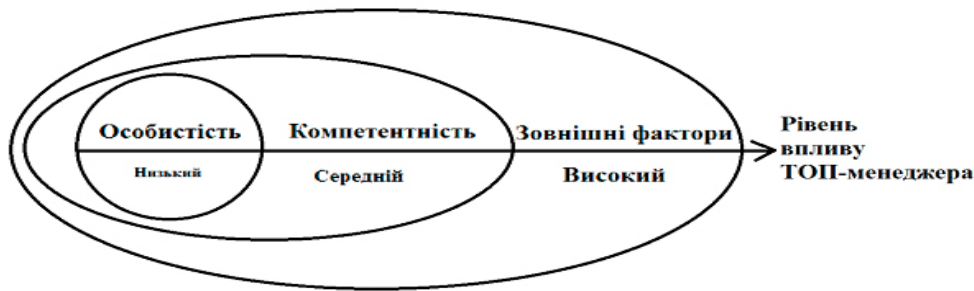 Особистість
Компетентність
Зовнішні фактори
Низький
Середній
Високий
Рівень
впливу
ТОП-менеджера